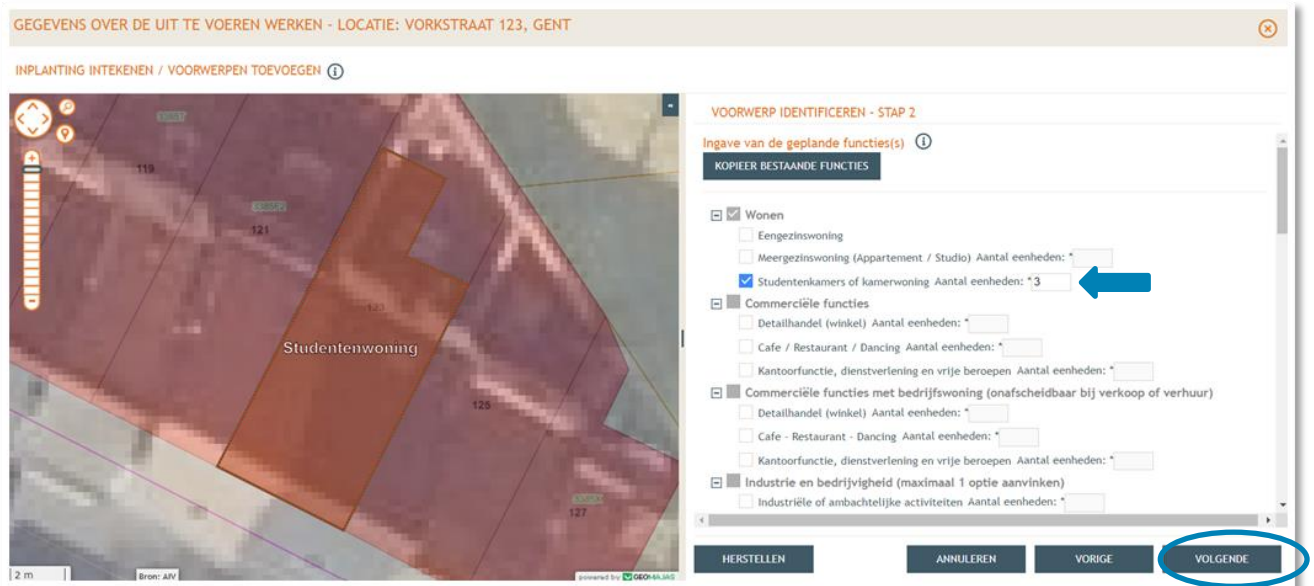 GEGEVENS OVER DE UIT TE VOEREN WERKEN - LOCATIE: VORKSTRAAT 123, GENT
INPLANTING INTEKENEN / VOORWERPEN TOEVOEGEN
119
121
123
Studentenwoning
125
127
2 m
Bron: AIV
powered by GEOMAJAS
VOORWERP IDENTIFICEREN - STAP 2
Ingave van de geplande functies(s)
KOPIEER BESTAANDE FUNCTIES
Wonen
Eengezinswoning
Meergezinswoning (Appartement / Studio) Aantal eenheden: *
Studentenkamers of kamerwoning Aantal eenheden: *3
Commerciële functies
Detailhandel (winkel) Aantal eenheden: *
Cafe / Restaurant / Dancing Aantal eenheden: *
Kantoorfunctie, dienstverlening en vrije beroepen Aantal eenheden: *
Commerciële functies met bedrijfswoning (onafscheidbaar bij verkoop of verhuur)
Detailhandel (winkel) Aantal eenheden: *
Cafe - Restaurant - Dancing Aantal eenheden: *
Kantoorfunctie, dienstverlening en vrije beroepen Aantal eenheden: *
Industrie en bedrijvigheid (maximaal 1 optie aanvinken)
Industriële of ambachtelijke activiteiten Aantal eenheden: *
HERSTELLEN
ANNULEREN
VORIGE
VOLGENDE